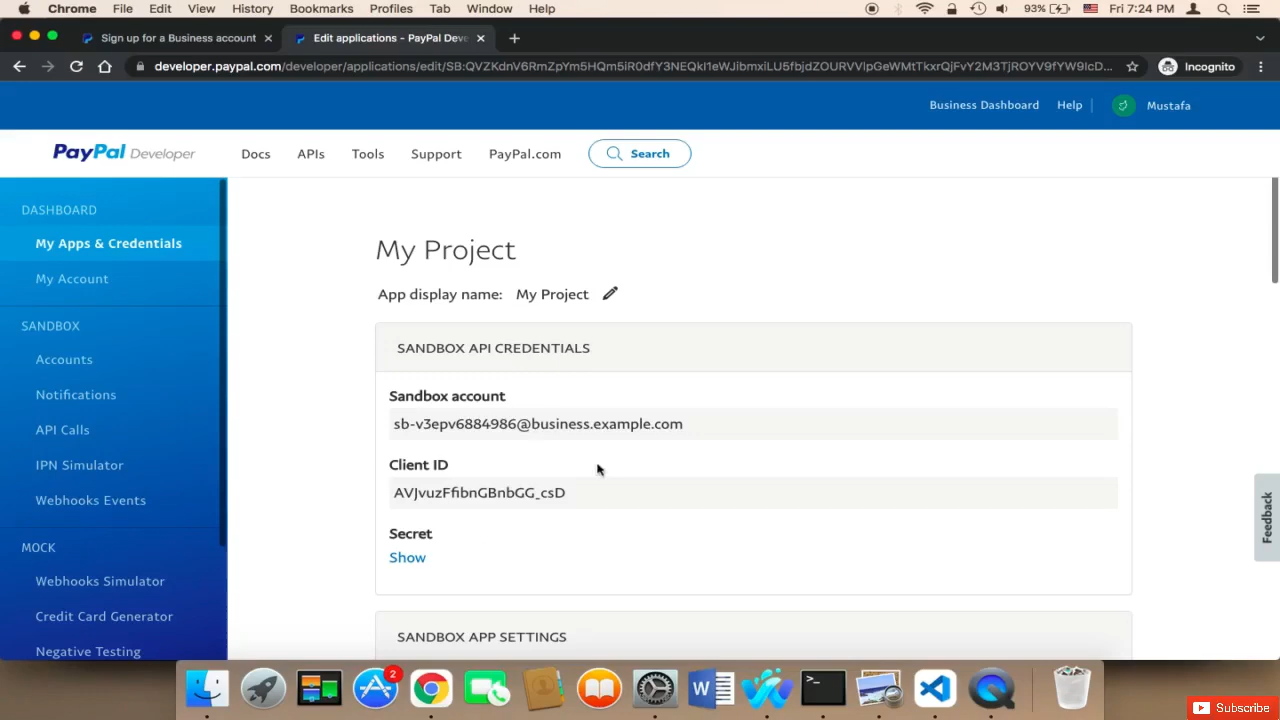 Chrome File Edit View History Bookmarks Profiles Tab Window Help 93% Fri 7:24 PM
Sign up for a Business account Edit applications - PayPal Deve
developer.paypal.com/developer/applications/edit/ Incognito
Business Dashboard Help Mustafa
PayPal Developer Docs APIs Tools Support PayPal.com Search
DASHBOARD
My Apps & Credentials
My Account
SANDBOX
Accounts
Notifications
API Calls
IPN Simulator
Webhooks Events
MOCK
Webhooks Simulator
Credit Card Generator
Negative Testing
My Project
App display name: My Project
SANDBOX API CREDENTIALS
Sandbox account
sb-v3epv6884986@business.example.com
Client ID
AVJvuzFfibnGBnbGG_csD
Secret
Show
SANDBOX APP SETTINGS
Feedback
2
Subscribe